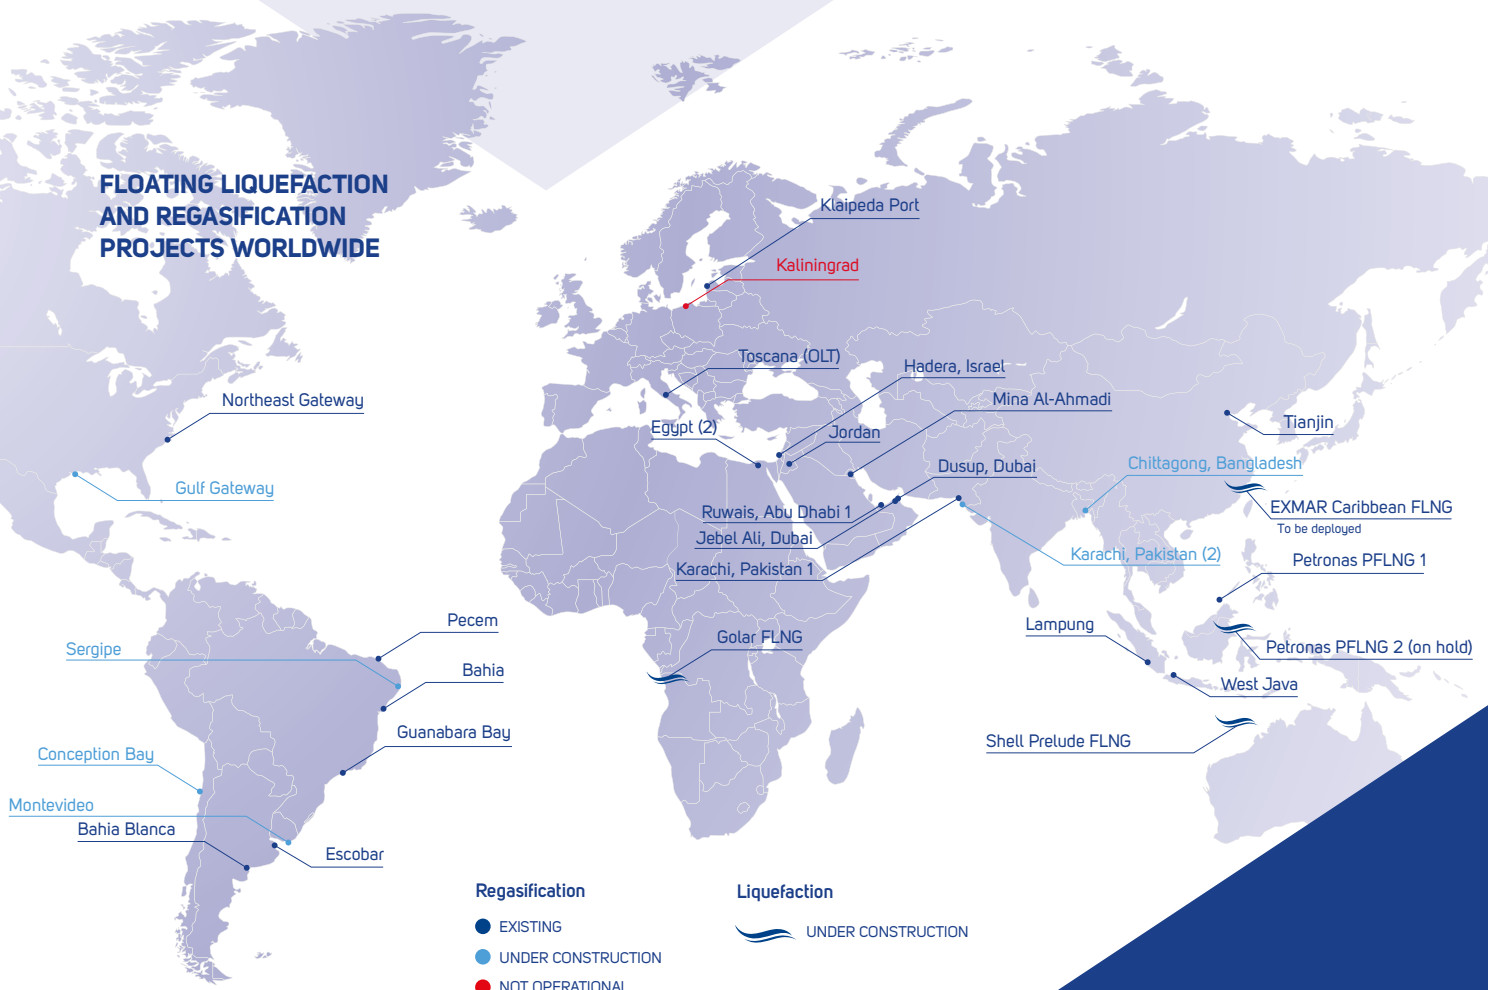 FLOATING LIQUEFACTION
AND REGASIFICATION
PROJECTS WORLDWIDE
Klaipeda Port
Kaliningrad
Toscana (OLT)
Hadera, Israel
Northeast Gateway
Mina Al-Ahmadi
Egypt (2)
Jordan
Tianjin
Dusup, Dubai
Chittagong, Bangladesh
Gulf Gateway
Ruwais, Abu Dhabi 1
EXMAR Caribbean FLNG
To be deployed
Jebel Ali, Dubai
Karachi, Pakistan (2)
Karachi, Pakistan 1
Petronas PFLNG 1
Pecem
Lampung
Golar FLNG
Sergipe
Petronas PFLNG 2 (on hold)
Bahia
West Java
Guanabara Bay
Shell Prelude FLNG
Conception Bay
Montevideo
Bahia Blanca
Escobar
Regasification
EXISTING
UNDER CONSTRUCTION
NOT OPERATIONAL
Liquefaction
UNDER CONSTRUCTION